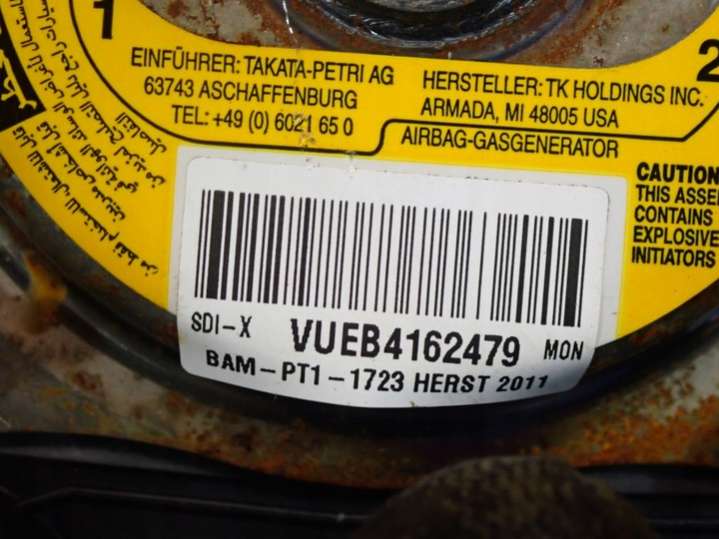 1
EINFÜHRER: TAKATA-PETRI AG
63743 ASCHAFFENBURG
TEL: +49 (0) 6021 65 0
HERSTELLER: TK HOLDINGS INC.
ARMADA, MI 48005 USA
AIRBAG-GASGENERATOR
2
CAUTION
THIS ASSE
CONTAINS
EXPLOSIVE
INITIATORS
SDI-X VUEB4162479 MON
BAM-PT1-1723 HERST 2011